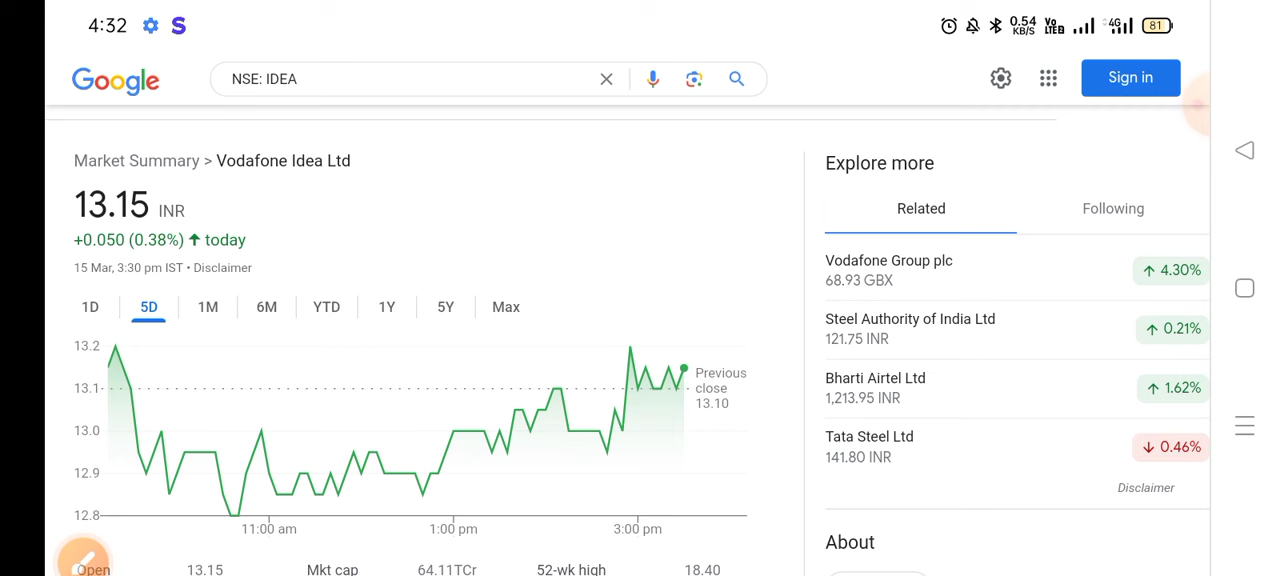 4:32 S 0.54 KB/S Vo LTE2 4G 81
Google NSE: IDEA Sign in
Market Summary > Vodafone Idea Ltd
13.15 INR
+0.050 (0.38%) ↑ today
15 Mar, 3:30 pm IST • Disclaimer
1D 5D 1M 6M YTD 1Y 5Y Max
13.2
13.1
13.0
12.9
12.8
Previous
close
13.10
11:00 am 1:00 pm 3:00 pm
Open 13.15 Mkt cap 64.11TCr 52-wk high 18.40
Explore more
Related Following
Vodafone Group plc
68.93 GBX
↑ 4.30%
Steel Authority of India Ltd
121.75 INR
↑ 0.21%
Bharti Airtel Ltd
1,213.95 INR
↑ 1.62%
Tata Steel Ltd
141.80 INR
↓ 0.46%
Disclaimer
About